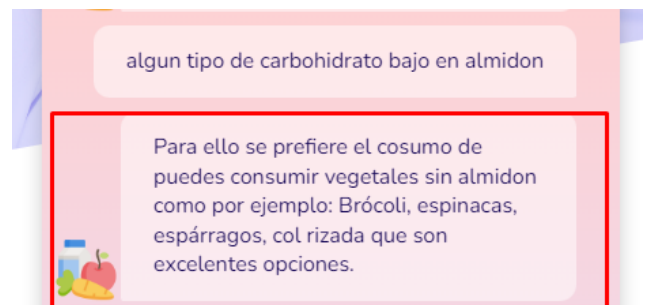 algun tipo de carbohidrato bajo en almidon
Para ello se prefiere el cosumo de
puedes consumir vegetales sin almidon
como por ejemplo: Brócoli, espinacas,
espárragos, col rizada que son
excelentes opciones.